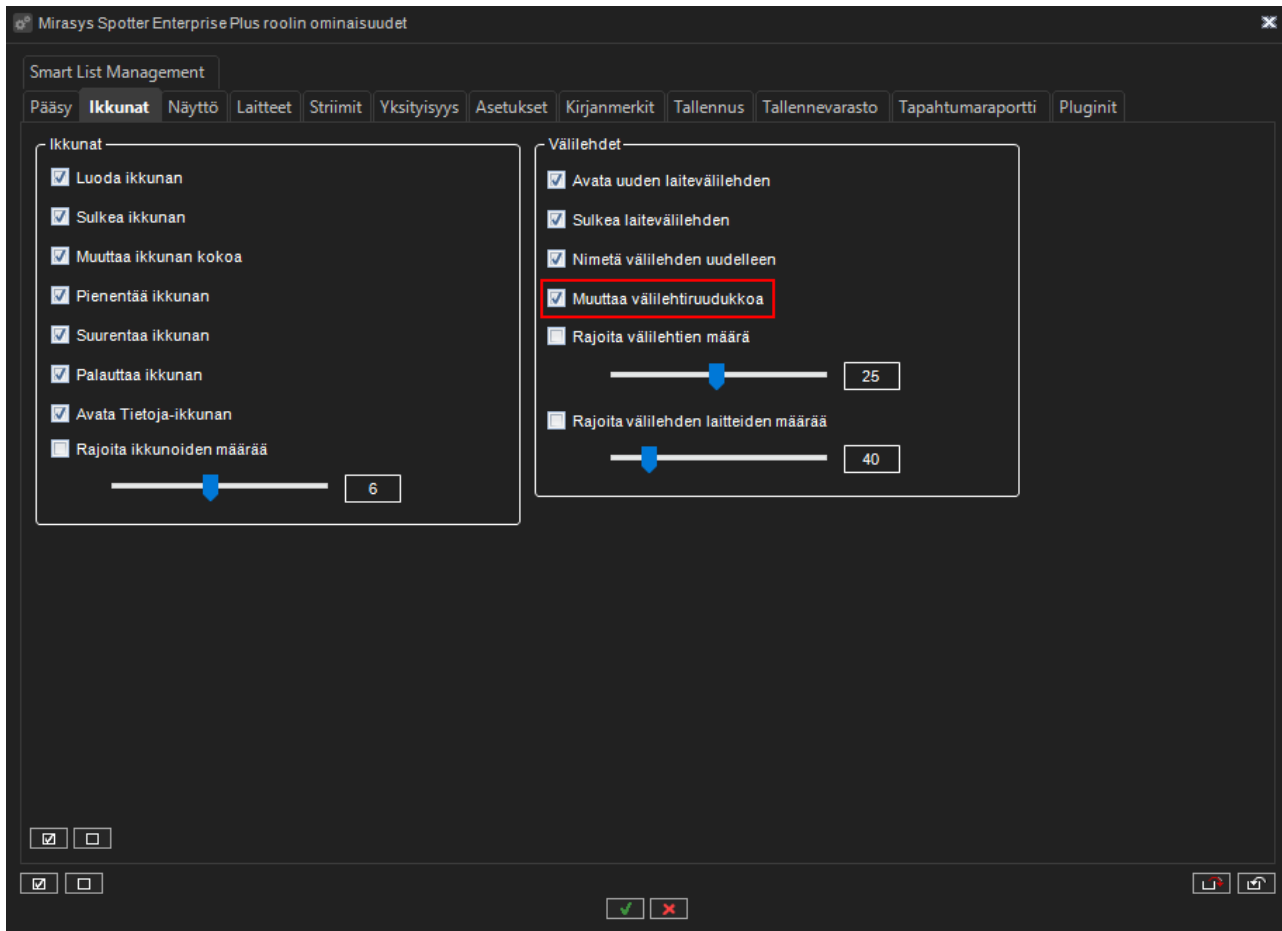 Mirasys Spotter Enterprise Plus roolin ominaisuudet
Smart List Management
Pääsy Ikkunat Näyttö Laitteet Striimit Yksityisyys Asetukset Kirjanmerkit Tallennus Tallennevarasto Tapahtumaraportti Pluginit
Ikkunat
Luoda ikkunan
Sulkea ikkunan
Muuttaa ikkunan kokoa
Pienentää ikkunan
Suurentaa ikkunan
Palauttaa ikkunan
Avata Tietoja-ikkunan
Rajoita ikkunoiden määrää
6
Välilehdet
Avata uuden laitevälilehden
Sulkea laitevälilehden
Nimetä välilehden uudelleen
Muuttaa välilehtiruudukkoa
Rajoita välilehtien määrä
25
Rajoita välilehden laitteiden määrää
40